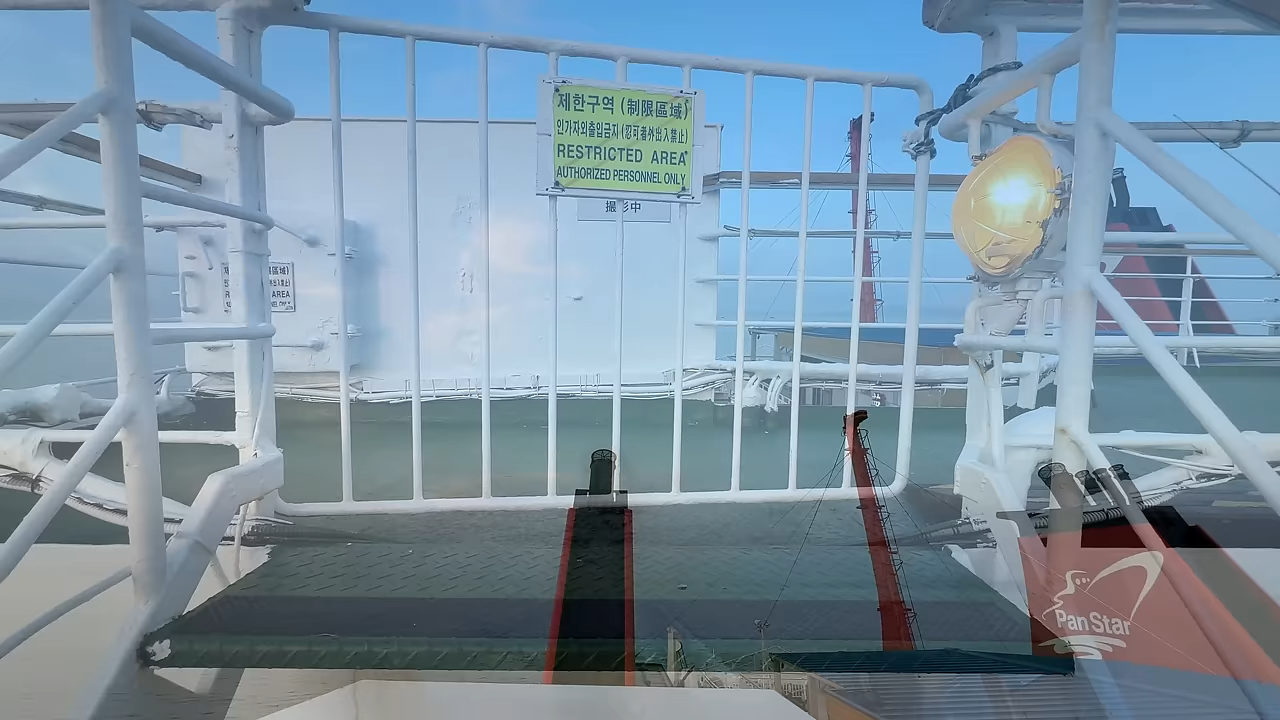 제한구역 (制限區域)
인가자외출입금지 (忍可者外出入禁止)
RESTRICTED AREA
AUTHORIZED PERSONNEL ONLY
撮影中
PanStar